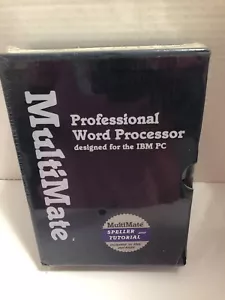 MultiMate
Professional
Word Processor
designed for the IBM PC
MultiMate
SPELLER
TUTORIAL